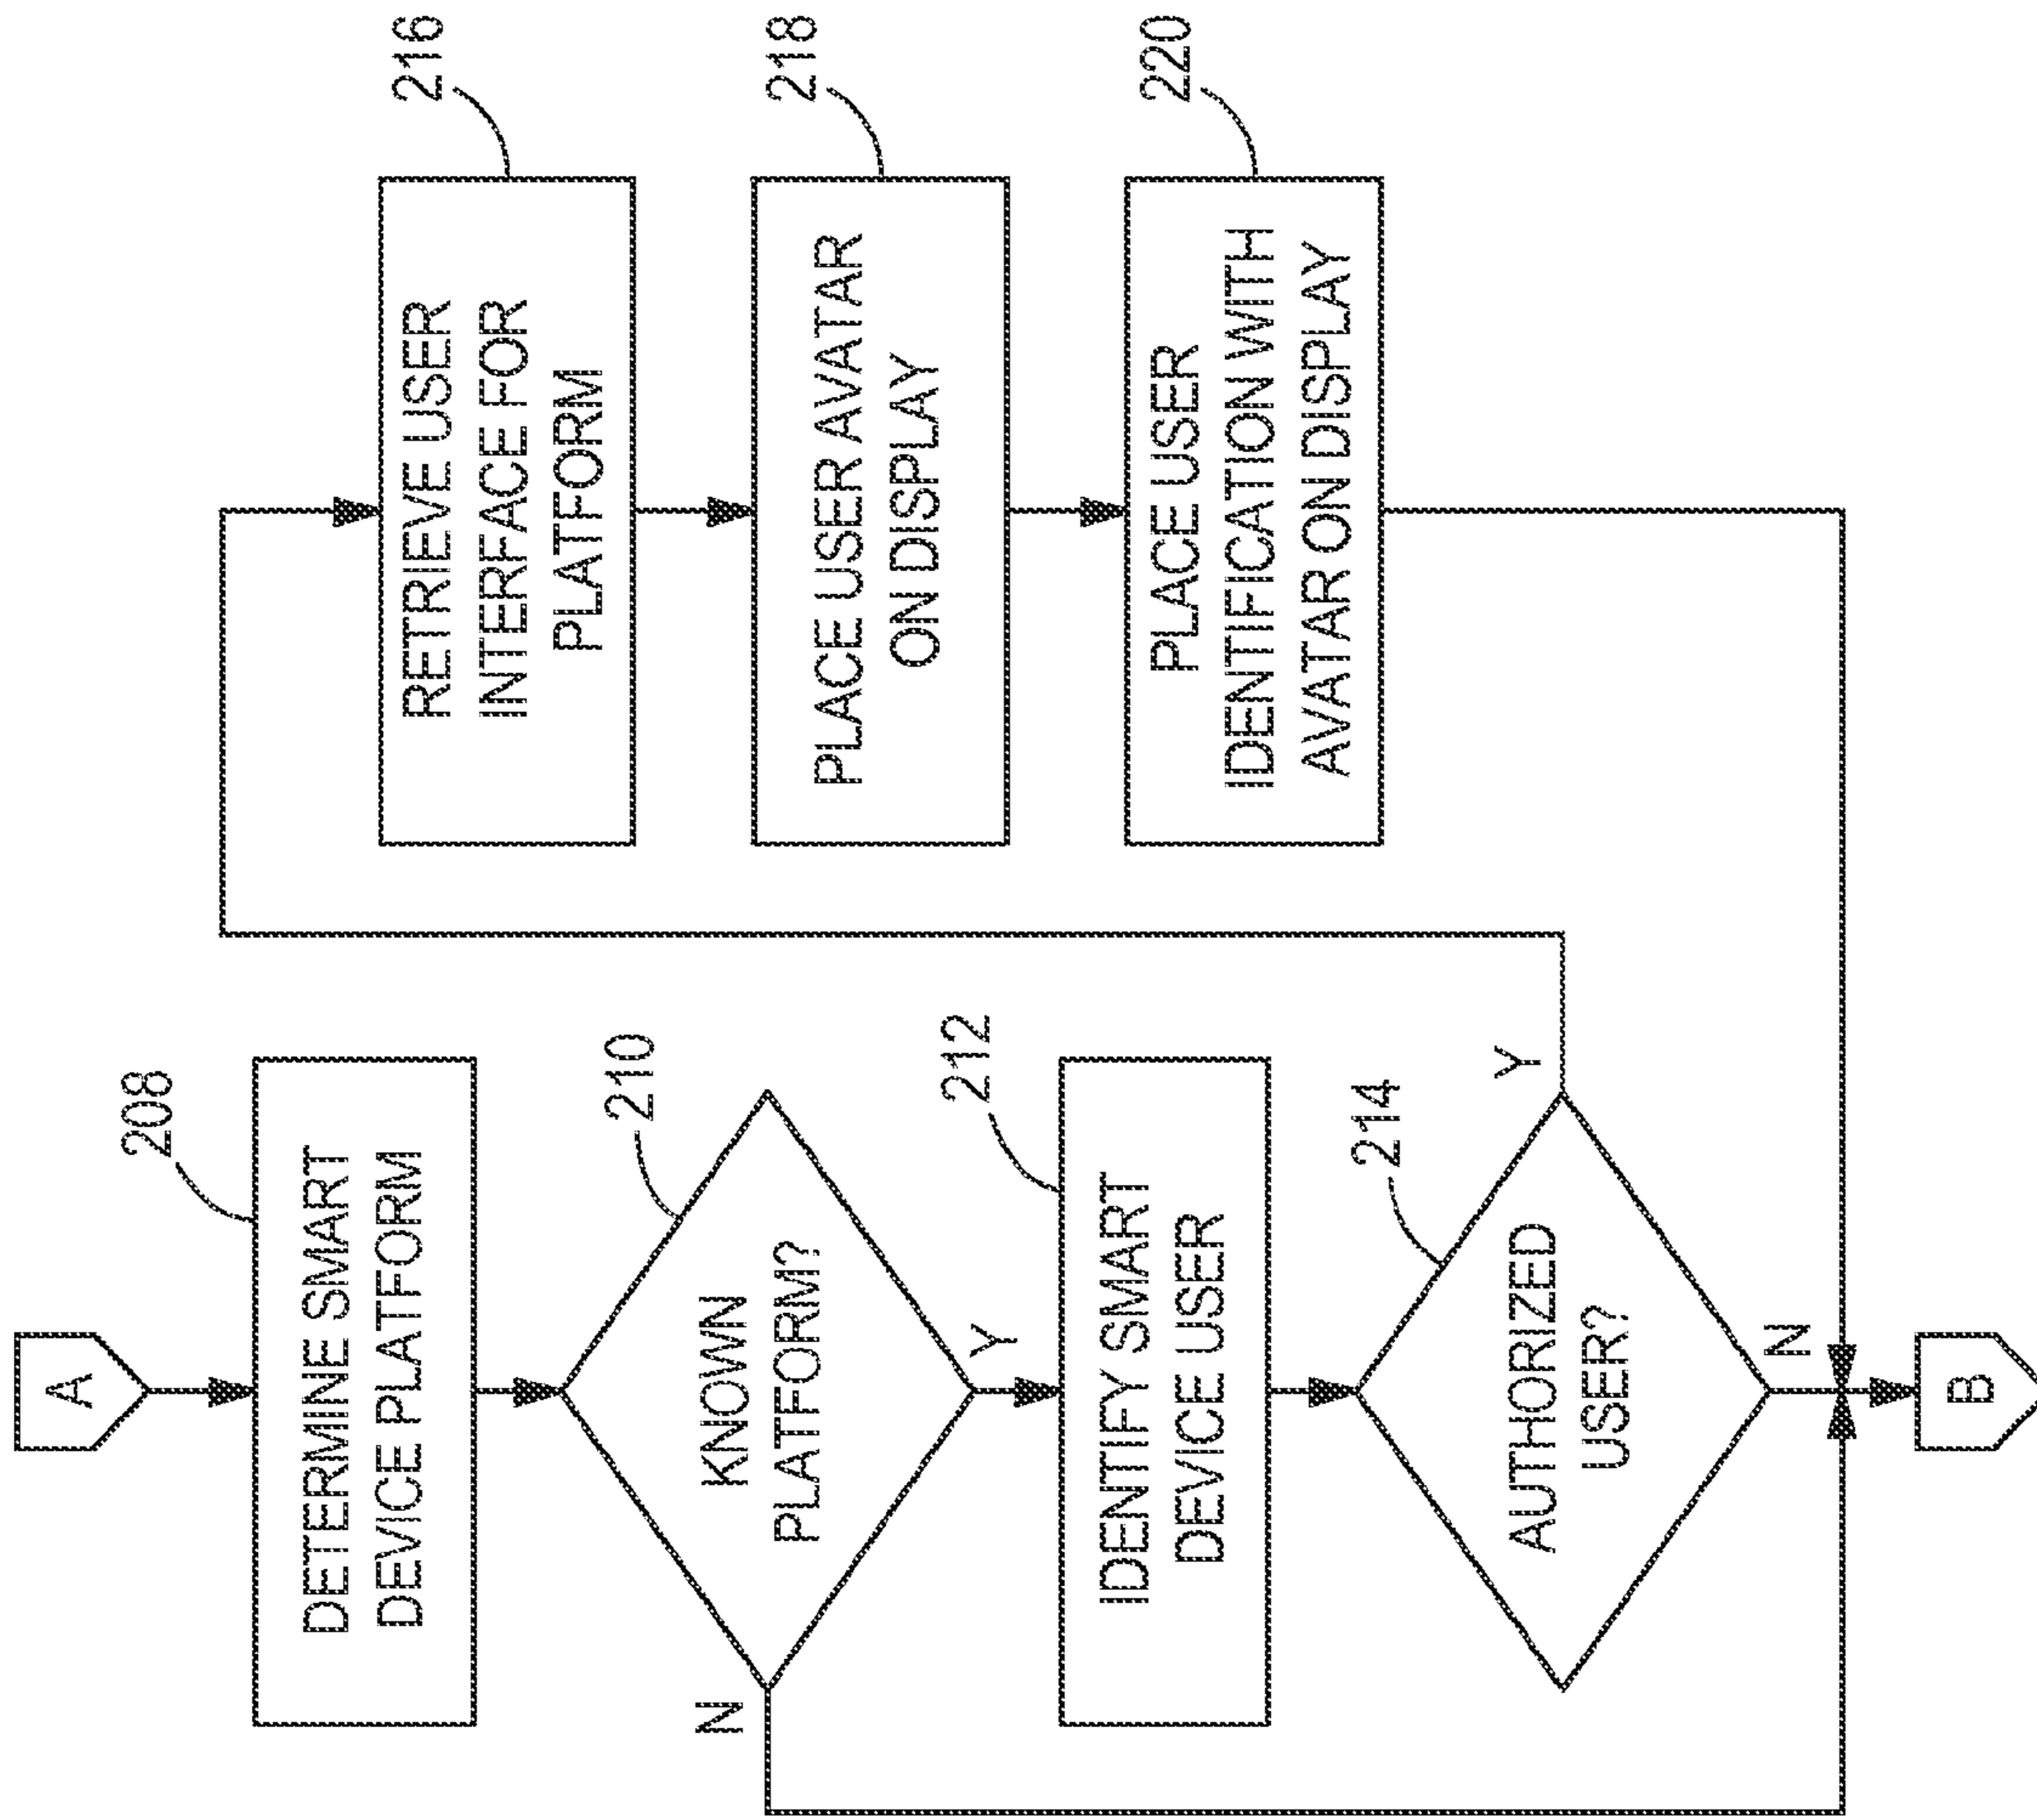 A
208
DETERMINE SMART
DEVICE PLATFORM
210
KNOWN
PLATFORM?
N
Y
212
IDENTIFY SMART
DEVICE USER
214
AUTHORIZED
USER?
Y
N
B
216
RETRIEVE USER
INTERFACE FOR
PLATFORM
218
PLACE USER AVATAR
ON DISPLAY
220
PLACE USER
IDENTIFICATION WITH
AVATAR ON DISPLAY